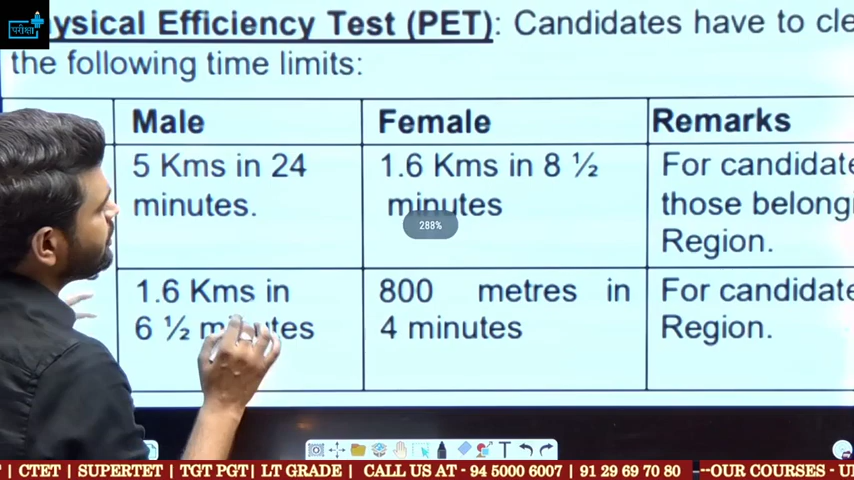 परीक्षा
ysical Efficiency Test (PET): Candidates have to cle
the following time limits:
Male Female Remarks
5 Kms in 24 1.6 Kms in 8 ½ For candidate
minutes. minutes those belongi
Region.
288%
1.6 Kms in 800 metres in For candidate
6 ½ minutes 4 minutes Region.
T
| CTET | SUPERTET | TGT PGT| LT GRADE | CALL US AT - 94 5000 6007 | 91 29 69 70 80 --OUR COURSES - U